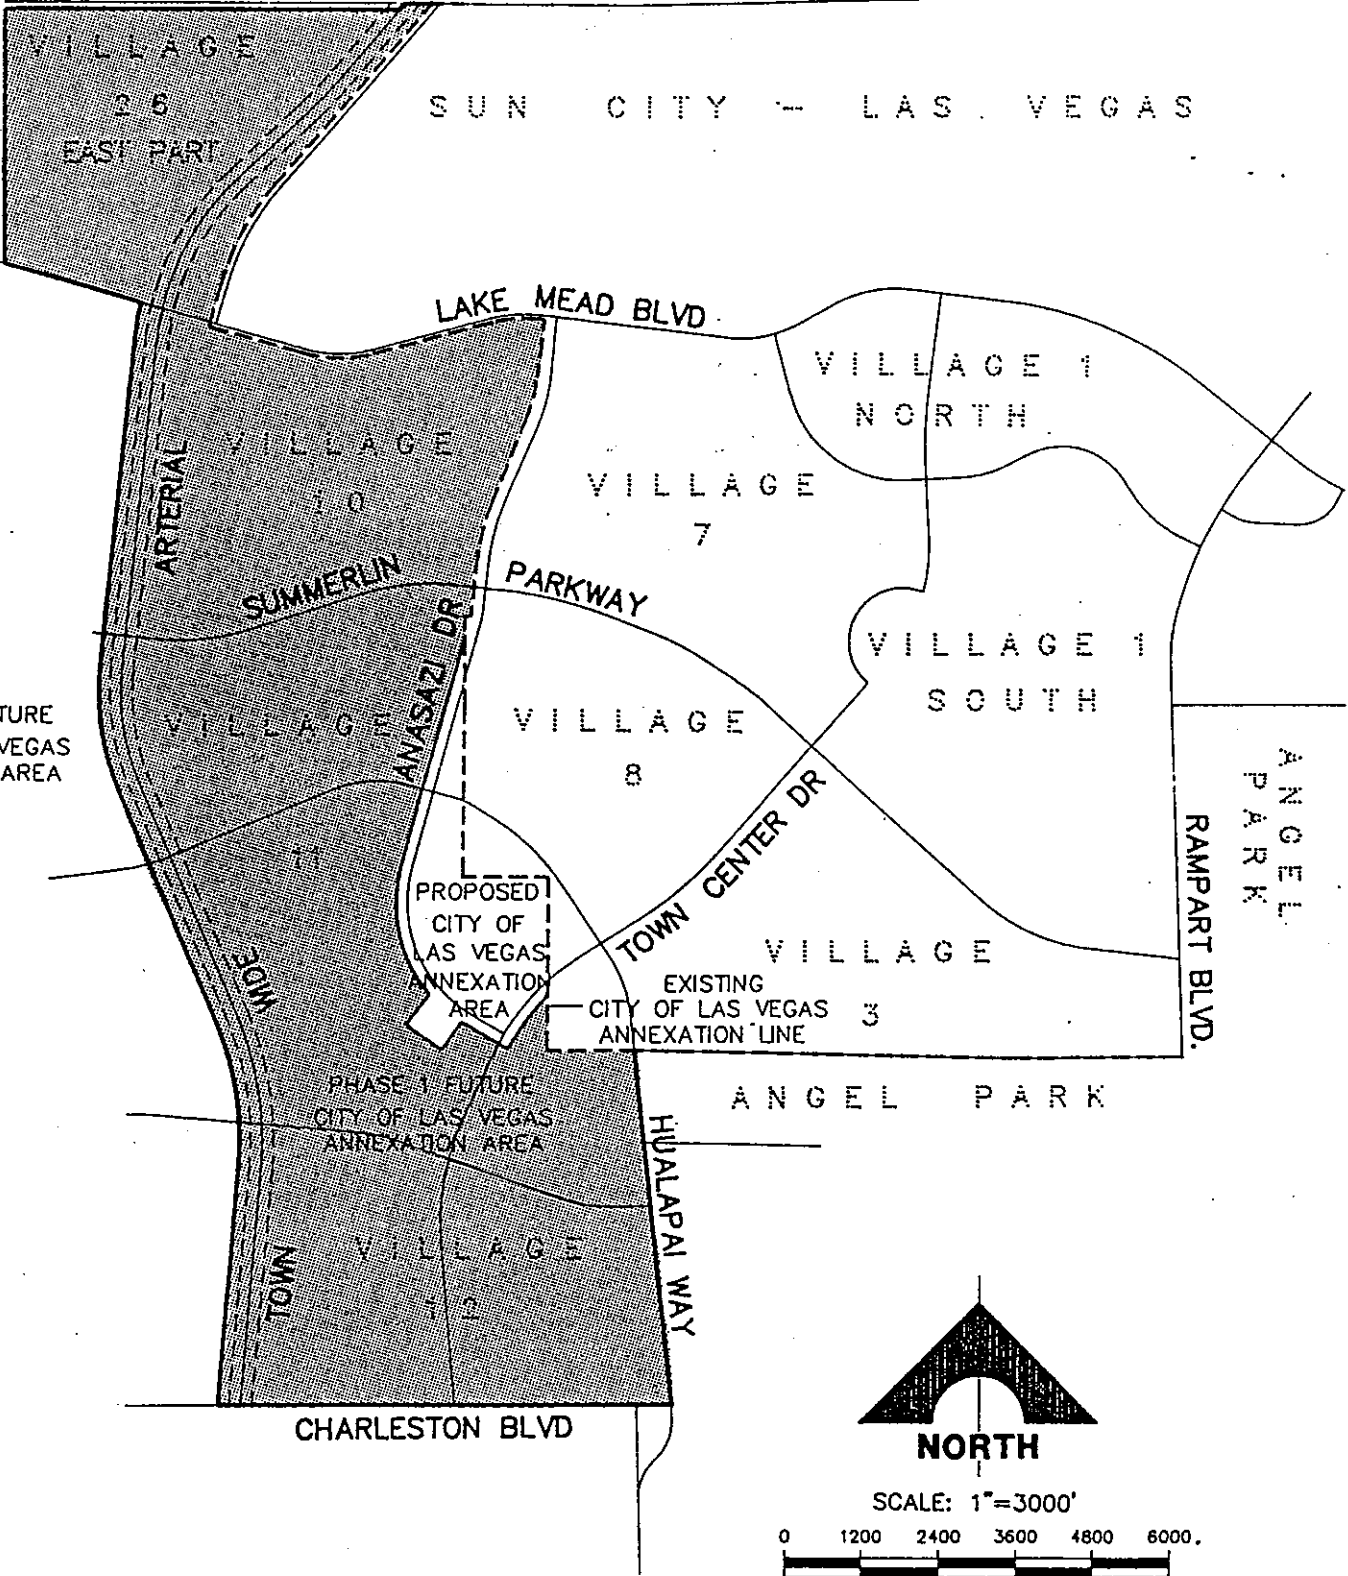 VILLAGE
26
EAST PART
SUN CITY - LAS VEGAS
LAKE MEAD BLVD
VILLAGE 1
NORTH
VILLAGE
10
ARTERIAL
VILLAGE
7
SUMMERLIN PARKWAY
ANASAZI DR
VILLAGE 1
SOUTH
TURE
VEGAS
AREA
VILLAGE
11
VILLAGE
8
TOWN CENTER DR
ANGEL
PARK
RAMPART BLVD.
PROPOSED
CITY OF
LAS VEGAS
ANNEXATION
AREA
VILLAGE
3
EXISTING
CITY OF LAS VEGAS
ANNEXATION LINE
WIDE
PHASE 1 FUTURE
CITY OF LAS VEGAS
ANNEXATION AREA
ANGEL PARK
HUALAPAI WAY
VILLAGE
12
TOWN
CHARLESTON BLVD
NORTH
SCALE: 1"=3000'
0 1200 2400 3600 4800 6000.